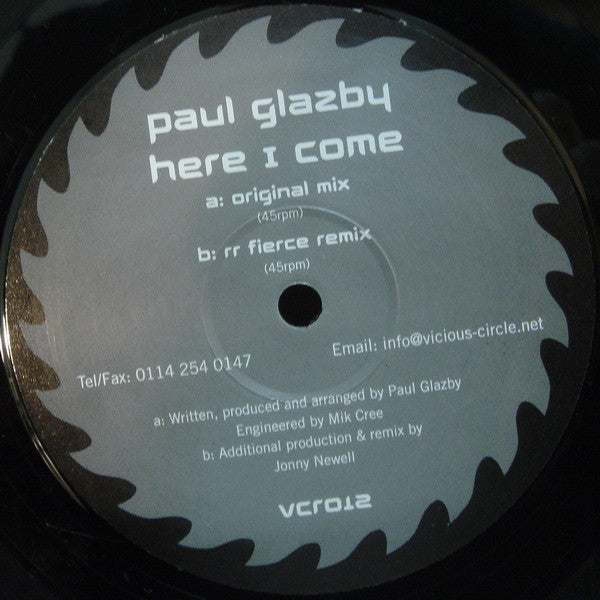 paul glazby
here I come
a: original mix
(45rpm)
b: rr fierce remix
(45rpm)
Tel/Fax: 0114 254 0147
Email: info@vicious-circle.net
a: Written, produced and arranged by Paul Glazby
Engineered by Mik Cree
b: Additional production & remix by
Jonny Newell
vcr012